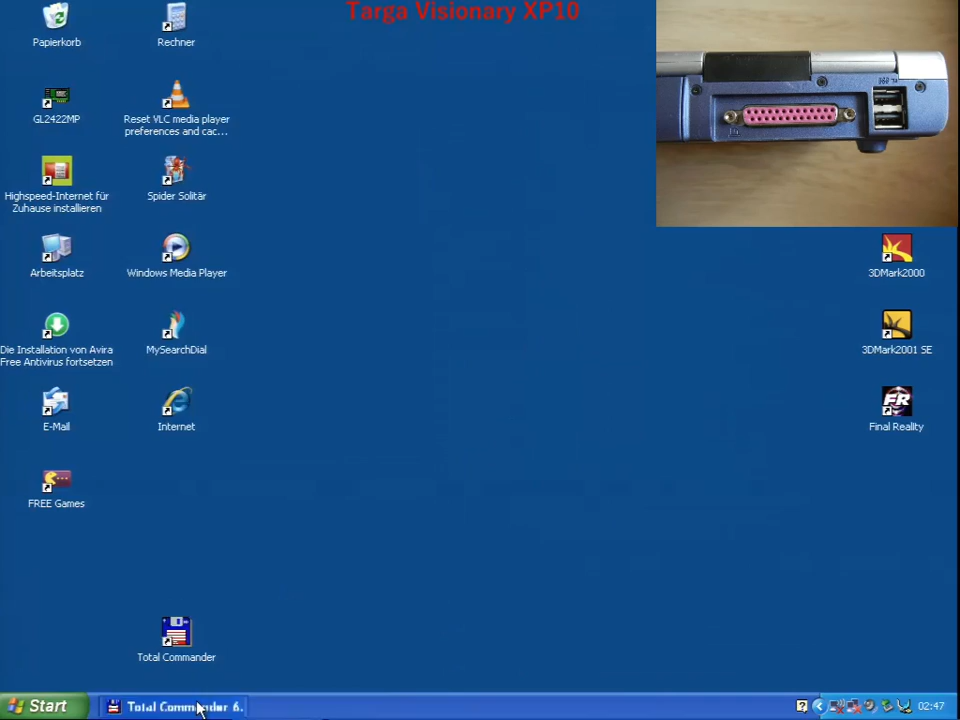 Targa Visionary XP10
Papierkorb
Rechner
GL2422MP
Reset VLC media player
preferences and cac...
Highspeed-Internet für
Zuhause installieren
Spider Solitär
Arbeitsplatz
Windows Media Player
3DMark2000
Die Installation von Avira
Free Antivirus fortsetzen
MySearchDial
3DMark2001 SE
E-Mail
Internet
FR
Final Reality
FREE Games
Total Commander
Start
Total Commander 6.
02:47